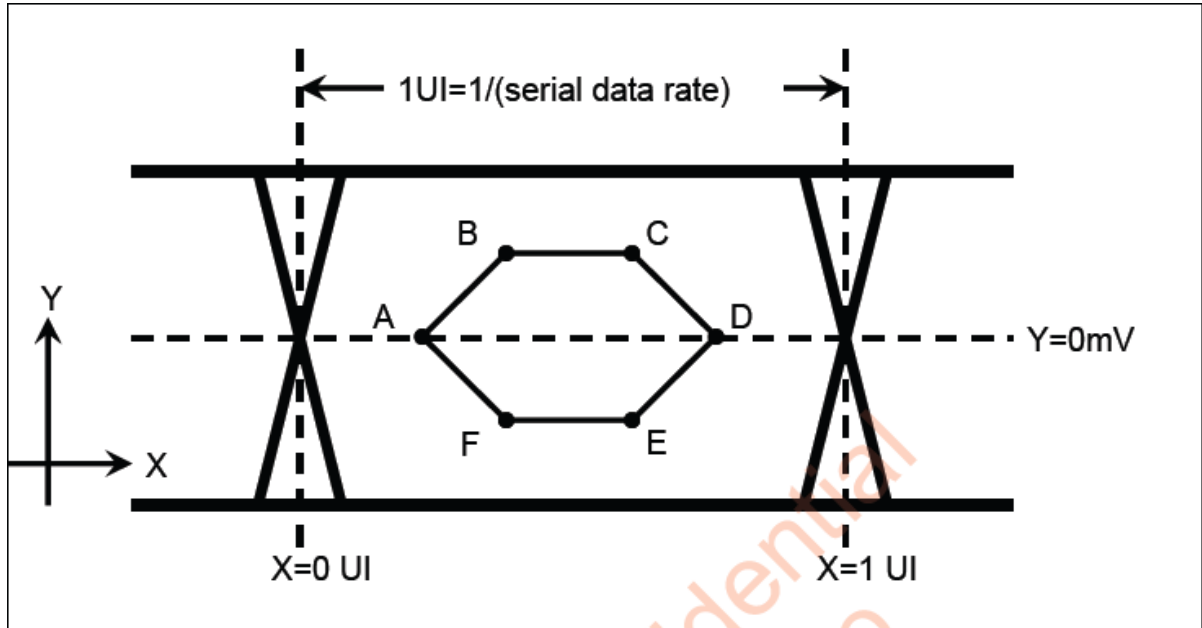 1UI=1/(serial data rate)
B
C
Y
A
D
Y=0mV
F
E
X
X=0 UI
X=1 UI